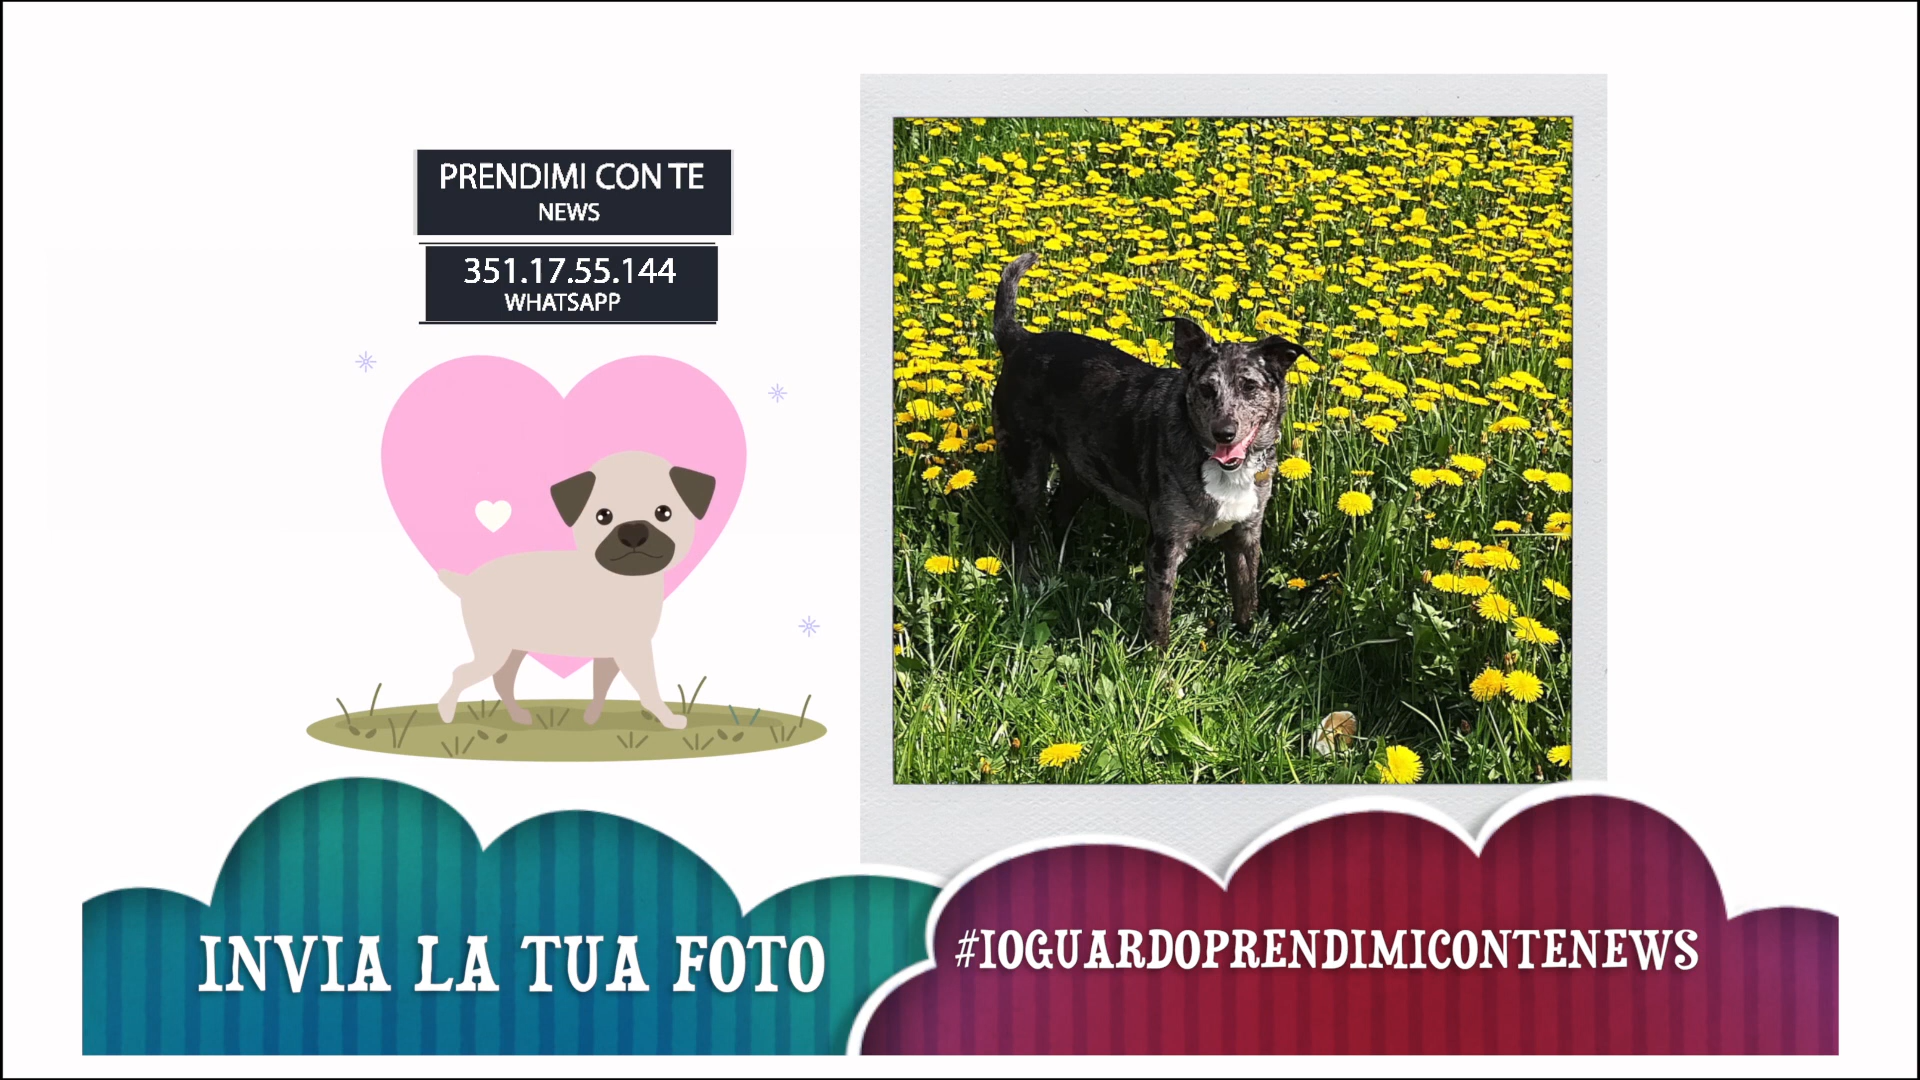 PRENDIMI CON TE
NEWS
351.17.55.144
WHATSAPP
INVIA LA TUA FOTO
#IOGUARDOPRENDIMICONTENEWS